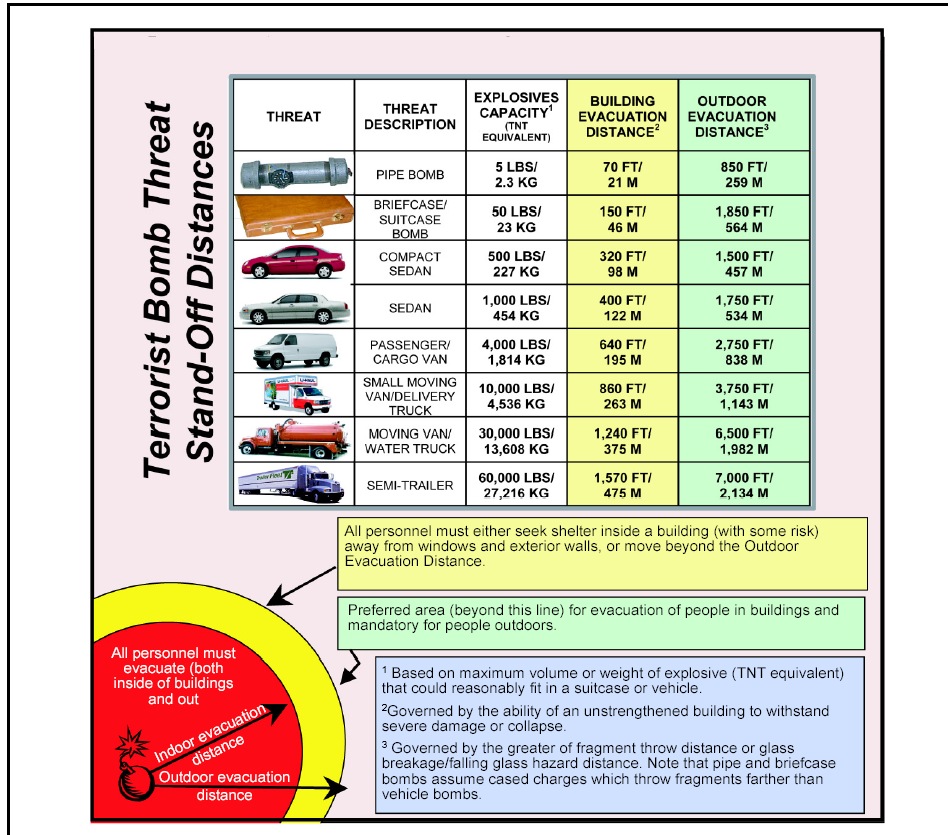 Terrorist Bomb Threat
Stand-Off Distances
THREAT
THREAT
DESCRIPTION
EXPLOSIVES
CAPACITY1
(TNT
EQUIVALENT)
BUILDING
EVACUATION
DISTANCE2
OUTDOOR
EVACUATION
DISTANCE3
PIPE BOMB
5 LBS/
2.3 KG
70 FT/
21 M
850 FT/
259 M
BRIEFCASE/
SUITCASE
BOMB
50 LBS/
23 KG
150 FT/
46 M
1,850 FT/
564 M
COMPACT
SEDAN
500 LBS/
227 KG
320 FT/
98 M
1,500 FT/
457 M
SEDAN
1,000 LBS/
454 KG
400 FT/
122 M
1,750 FT/
534 M
PASSENGER/
CARGO VAN
4,000 LBS/
1,814 KG
640 FT/
195 M
2,750 FT/
838 M
U-HAUL
SMALL MOVING
VAN/DELIVERY
TRUCK
10,000 LBS/
4,536 KG
860 FT/
263 M
3,750 FT/
1,143 M
MOVING VAN/
WATER TRUCK
30,000 LBS/
13,608 KG
1,240 FT/
375 M
6,500 FT/
1,982 M
SEMI-TRAILER
60,000 LBS/
27,216 KG
1,570 FT/
475 M
7,000 FT/
2,134 M
All personnel must either seek shelter inside a building (with some risk)
away from windows and exterior walls, or move beyond the Outdoor
Evacuation Distance.
Preferred area (beyond this line) for evacuation of people in buildings and
mandatory for people outdoors.
All personnel must
evacuate (both
inside of buildings
and out
Indoor evacuation
distance
Outdoor evacuation
distance
1 Based on maximum volume or weight of explosive (TNT equivalent)
that could reasonably fit in a suitcase or vehicle.
2Governed by the ability of an unstrengthened building to withstand
severe damage or collapse.
3 Governed by the greater of fragment throw distance or glass
breakage/falling glass hazard distance. Note that pipe and briefcase
bombs assume cased charges which throw fragments farther than
vehicle bombs.